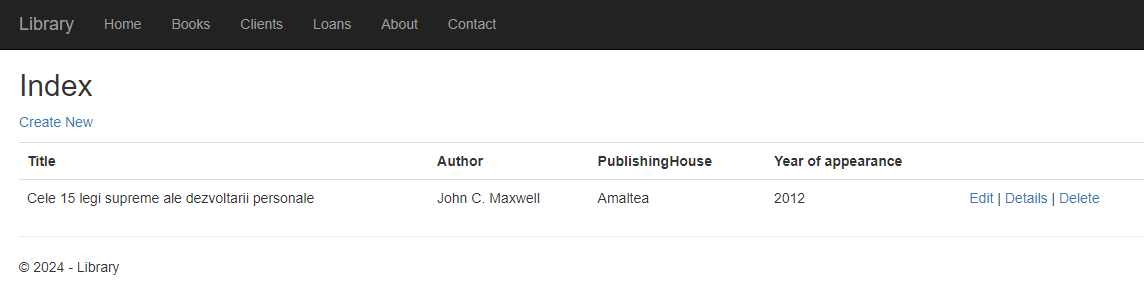 Library Home Books Clients Loans About Contact
Index
Create New
Title Author PublishingHouse Year of appearance
Cele 15 legi supreme ale dezvoltarii personale John C. Maxwell Amaltea 2012 Edit | Details | Delete
© 2024 - Library